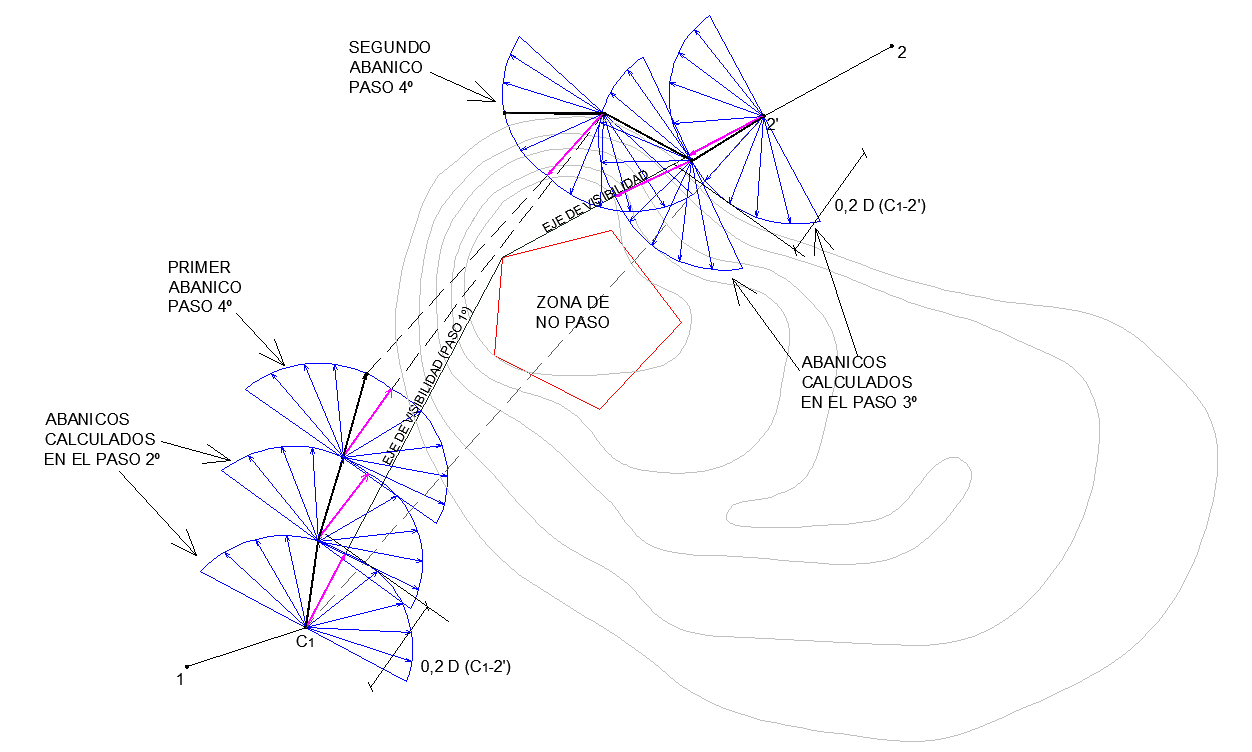 SEGUNDO
ABANICO
PASO 4º
2
2'
EJE DE VISIBILIDAD
0,2 D (C1-2')
PRIMER
ABANICO
PASO 4º
ZONA DE
NO PASO
EJE DE VISIBILIDAD (PASO 1º)
ABANICOS
CALCULADOS
EN EL PASO 3º
ABANICOS
CALCULADOS
EN EL PASO 2º
C1
0,2 D (C1-2')
1